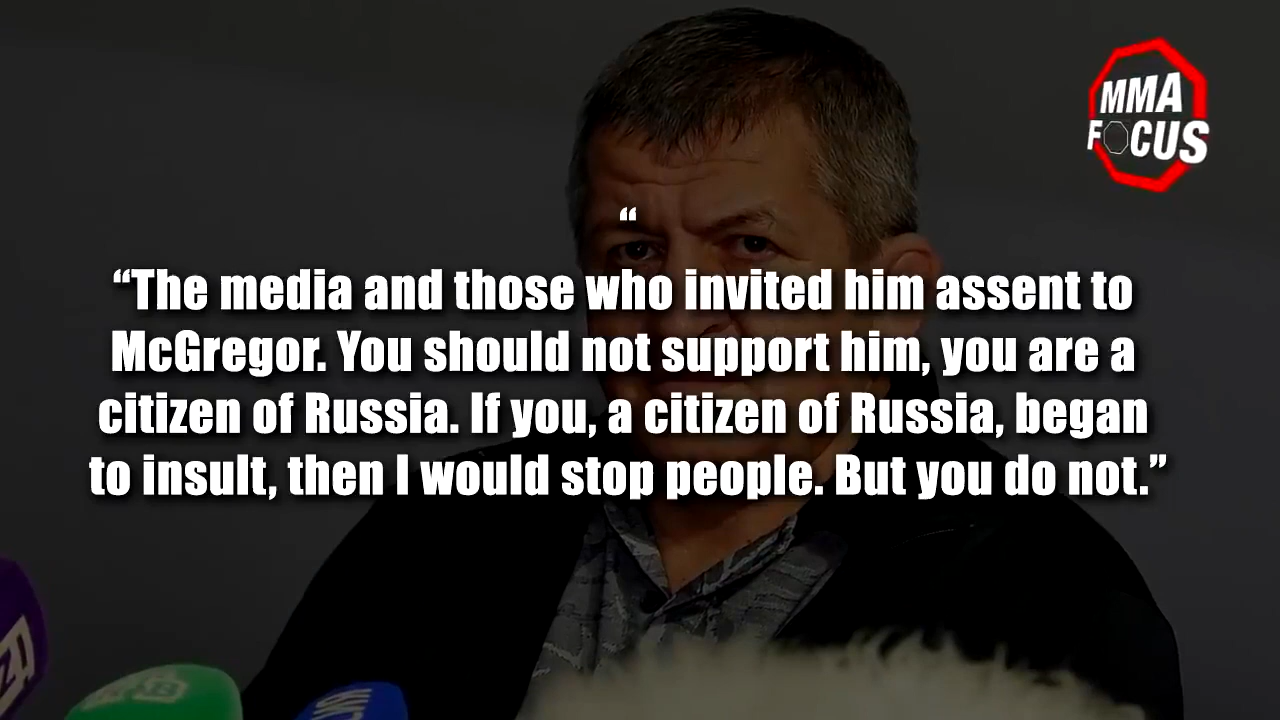 MMA
FOCUS
“
“The media and those who invited him assent to
McGregor. You should not support him, you are a
citizen of Russia. If you, a citizen of Russia, began
to insult, then I would stop people. But you do not.”